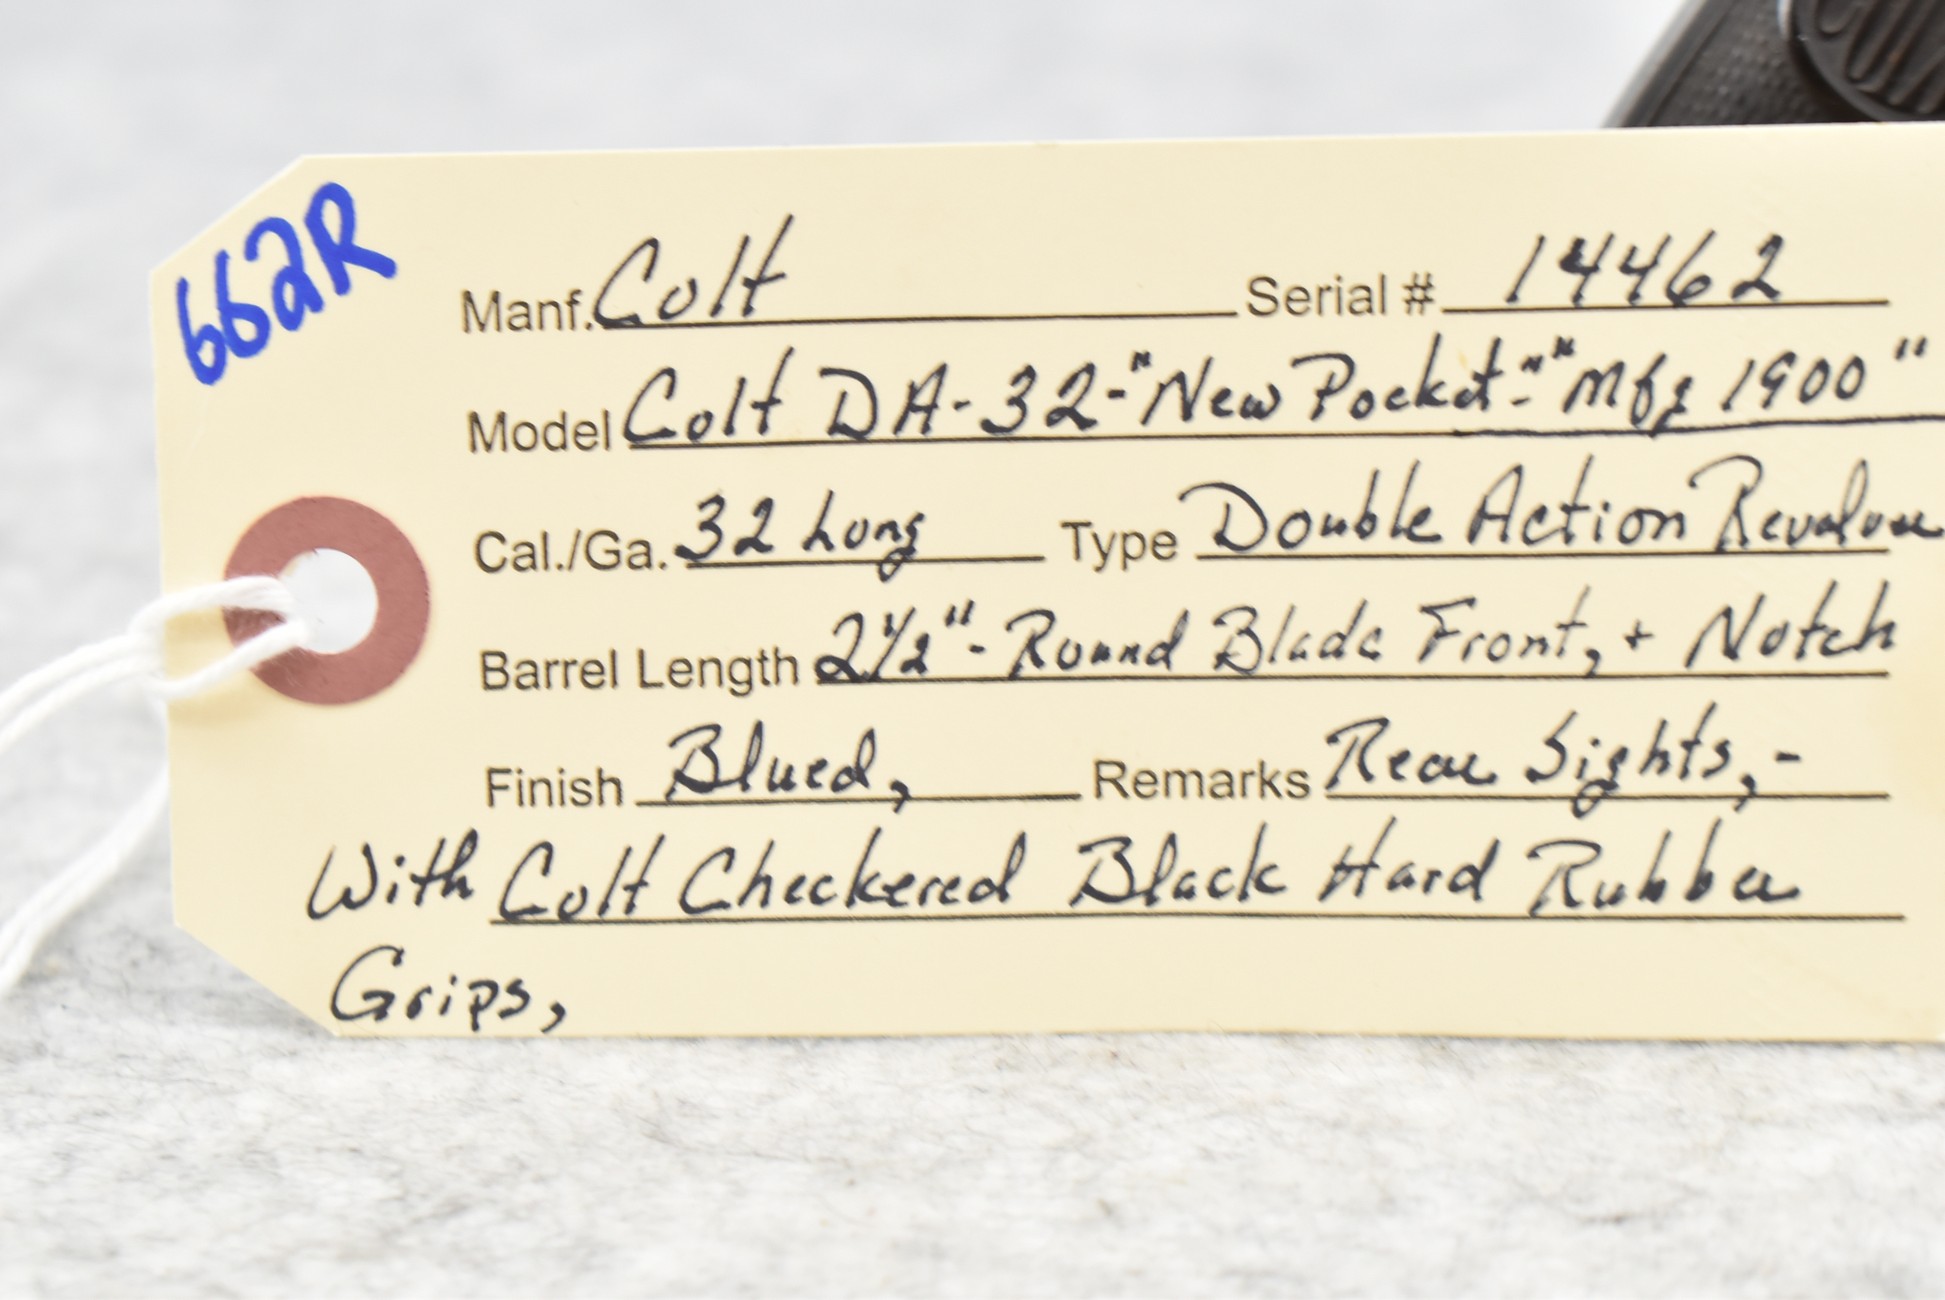 662R
Manf. Colt Serial # 14462
Model Colt DA-32-"New Pocket-" "Mfg 1900"
Cal./Ga. 32 Long Type Double Action Revolver
Barrel Length 2 1/2"- Round Blade Front, + Notch
Finish Blued, Remarks Rear Sights,-
With Colt Checkered Black Hard Rubber
Grips,